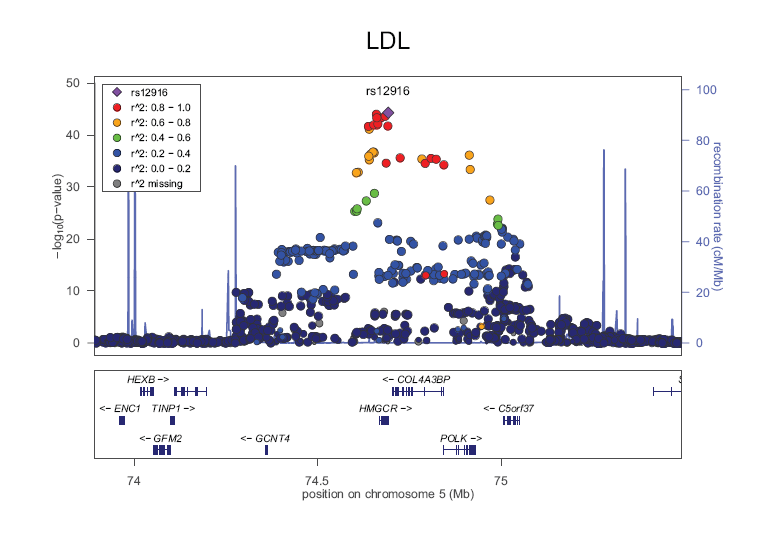 LDL
rs12916
50
40
30
20
10
0
−log10(p−value)
100
80
60
40
20
0
recombination rate (cM/Mb)
rs12916
r^2: 0.8 − 1.0
r^2: 0.6 − 0.8
r^2: 0.4 − 0.6
r^2: 0.2 − 0.4
r^2: 0.0 − 0.2
r^2 missing
HEXB −>
<− COL4A3BP
<− ENC1
TINP1 −>
HMGCR −>
<− C5orf37
<− GFM2
<− GCNT4
POLK −>
74
74.5
75
position on chromosome 5 (Mb)